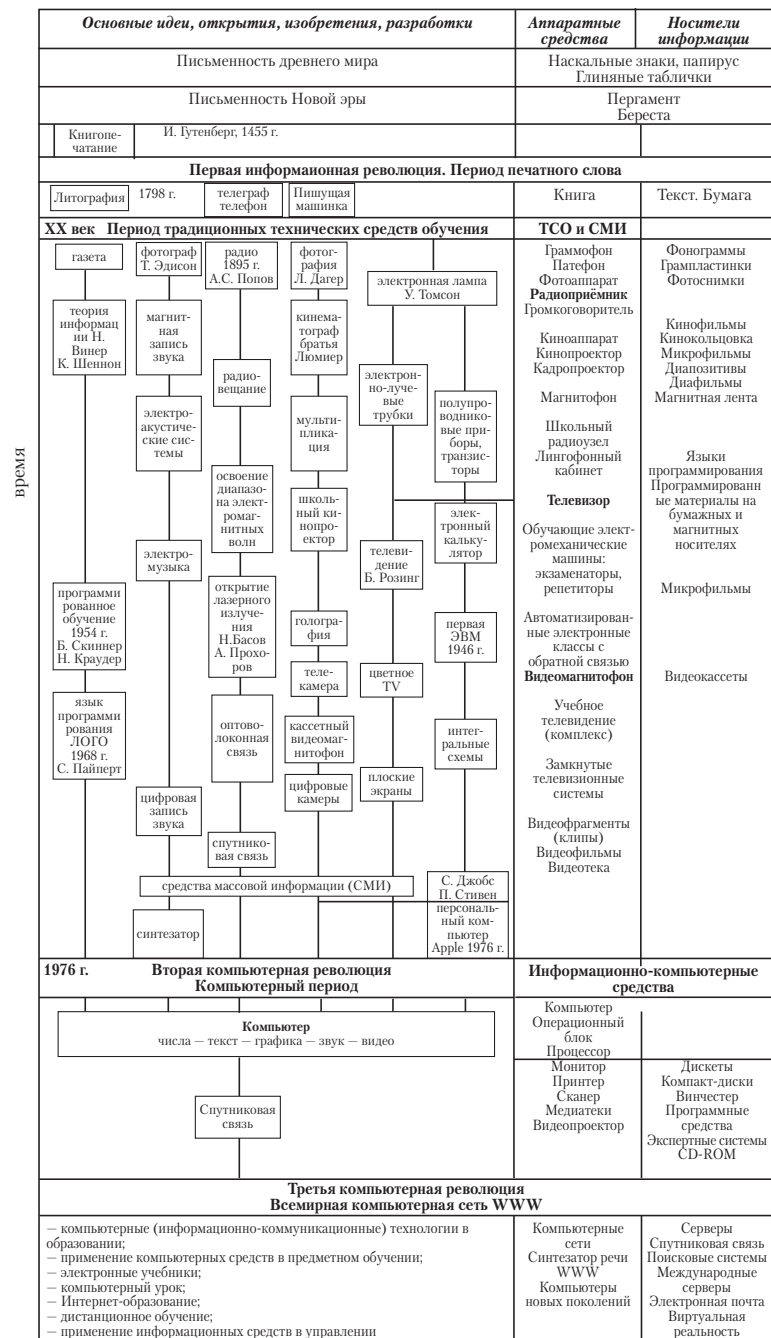 Основные идеи, открытия, изобретения, разработки
Аппаратные
средства
Носители
информации
Письменность древнего мира
Наскальные знаки, папирус
Глиняные таблички
Письменность Новой эры
Пергамент
Береста
Книгопе-
чатание
И. Гутенберг, 1455 г.
Первая информаионная революция. Период печатного слова
Литография
1798 г.
телеграф
телефон
Пишущая
машинка
Книга
Текст. Бумага
XX век Период традиционных технических средств обучения
ТСО и СМИ
время
газета
теория
информац
ии Н.
Винер
К. Шеннон
программи
рованное
обучение
1954 г.
Б. Скиннер
Н. Краудер
язык
программи
рования
ЛОГО
1968 г.
С. Пайперт
фотограф
Т. Эдисон
магнит-
ная
запись
звука
электро-
акустиче-
ские сис-
темы
электро-
музыка
цифровая
запись
звука
радио
1895 г.
А.С. Попов
радио-
вещание
освоение
диапазо-
на элект-
ромаг-
нитных
волн
открытие
лазерного
излуче-
ния
Н.Басов
А. Прохо-
ров
оптово-
локонная
связь
спутнико-
вая связь
фото-
графия
Л. Дагер
кинема-
тограф
братья
Люмиер
мульти-
плика-
ция
школь-
ный ки-
нопро-
ектор
гологра-
фия
теле-
камера
кассетный
видеомаг-
нитофон
цифровые
камеры
электронная лампа
У. Томсон
электрон-
но-луче-
вые
трубки
телеви-
дение
Б. Розинг
цветное
TV
плоские
экраны
полупро-
воднико-
вые при-
боры,
транзис-
торы
элек-
тронный
кальку-
лятор
первая
ЭВМ
1946 г.
интег-
ральные
схемы
средства массовой информации (СМИ)
синтезатор
С. Джобс
П. Стивен
персональ-
ный ком-
пьютер
Apple 1976 г.
Граммофон
Патефон
Фотоаппарат
Радиоприёмник
Громкоговоритель
Киноаппарат
Кинопроектор
Кадропроектор
Магнитофон
Школьный
радиоузел
Лингофонный
кабинет
Телевизор
Обучающие элект-
ромеханические
машины:
экзаменаторы,
репетиторы
Автоматизирован-
ные электронные
классы с
обратной связью
Видеомагнитофон
Учебное
телевидение
(комплекс)
Замкнутые
телевизионные
системы
Видеофрагменты
(клипы)
Видеофильмы
Видеотека
Фонограммы
Грампластинки
Фотоснимки
Кинофильмы
Кинокольцовка
Микрофильмы
Диапозитивы
Диафильмы
Магнитная лента
Языки
программирования
Программированн
ые материалы на
бумажных и
магнитных
носителях
Микрофильмы
Видеокассеты
1976 г. Вторая компьютерная революция
Компьютерный период
Информационно-компьютерные
средства
Компьютер
числа – текст – графика – звук – видео
Спутниковая
связь
Компьютер
Операционный
блок
Процессор
Монитор
Принтер
Сканер
Медиатеки
Видеопроектор
Дискеты
Компакт-диски
Винчестер
Программные
средства
Экспертные системы
CD-ROM
Третья компьютерная революция
Всемирная компьютерная сеть WWW
– компьютерные (информационно-коммуникационные) технологии в
образовании;
– применение компьютерных средств в предметном обучении;
– электронные учебники;
– компьютерный урок;
– Интернет-образование;
– дистанционное обучение;
– применение информационных средств в управлении
Компьютерные
сети
Синтезатор речи
WWW
Компьютеры
новых поколений
Серверы
Спутниковая связь
Поисковые системы
Международные
серверы
Электронная почта
Виртуальная
реальность